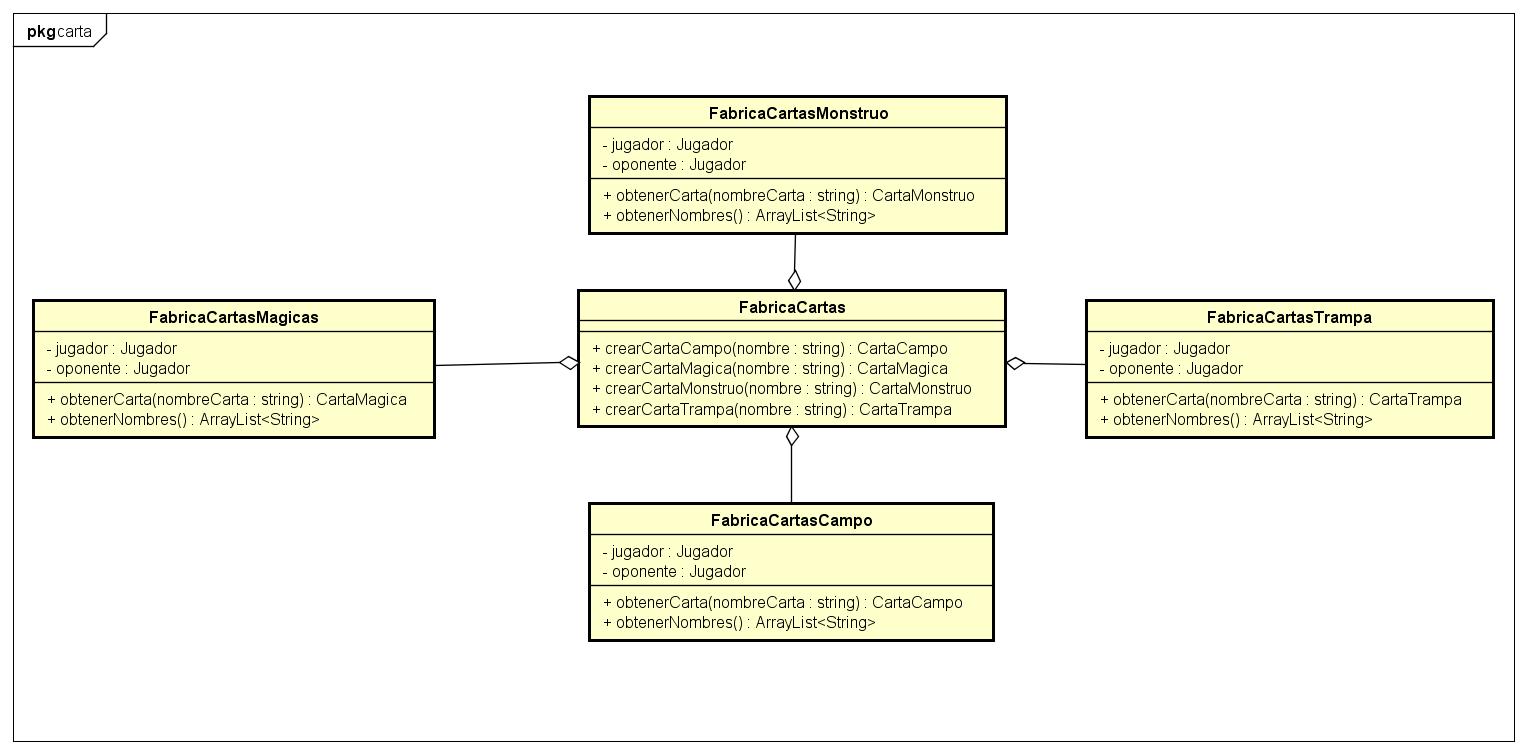 pkg carta
FabricaCartasMonstruo
- jugador : Jugador
- oponente : Jugador
+ obtenerCarta(nombreCarta : string) : CartaMonstruo
+ obtenerNombres() : ArrayList<String>
FabricaCartasMagicas
- jugador : Jugador
- oponente : Jugador
+ obtenerCarta(nombreCarta : string) : CartaMagica
+ obtenerNombres() : ArrayList<String>
FabricaCartas
+ crearCartaCampo(nombre : string) : CartaCampo
+ crearCartaMagica(nombre : string) : CartaMagica
+ crearCartaMonstruo(nombre : string) : CartaMonstruo
+ crearCartaTrampa(nombre : string) : CartaTrampa
FabricaCartasTrampa
- jugador : Jugador
- oponente : Jugador
+ obtenerCarta(nombreCarta : string) : CartaTrampa
+ obtenerNombres() : ArrayList<String>
FabricaCartasCampo
- jugador : Jugador
- oponente : Jugador
+ obtenerCarta(nombreCarta : string) : CartaCampo
+ obtenerNombres() : ArrayList<String>